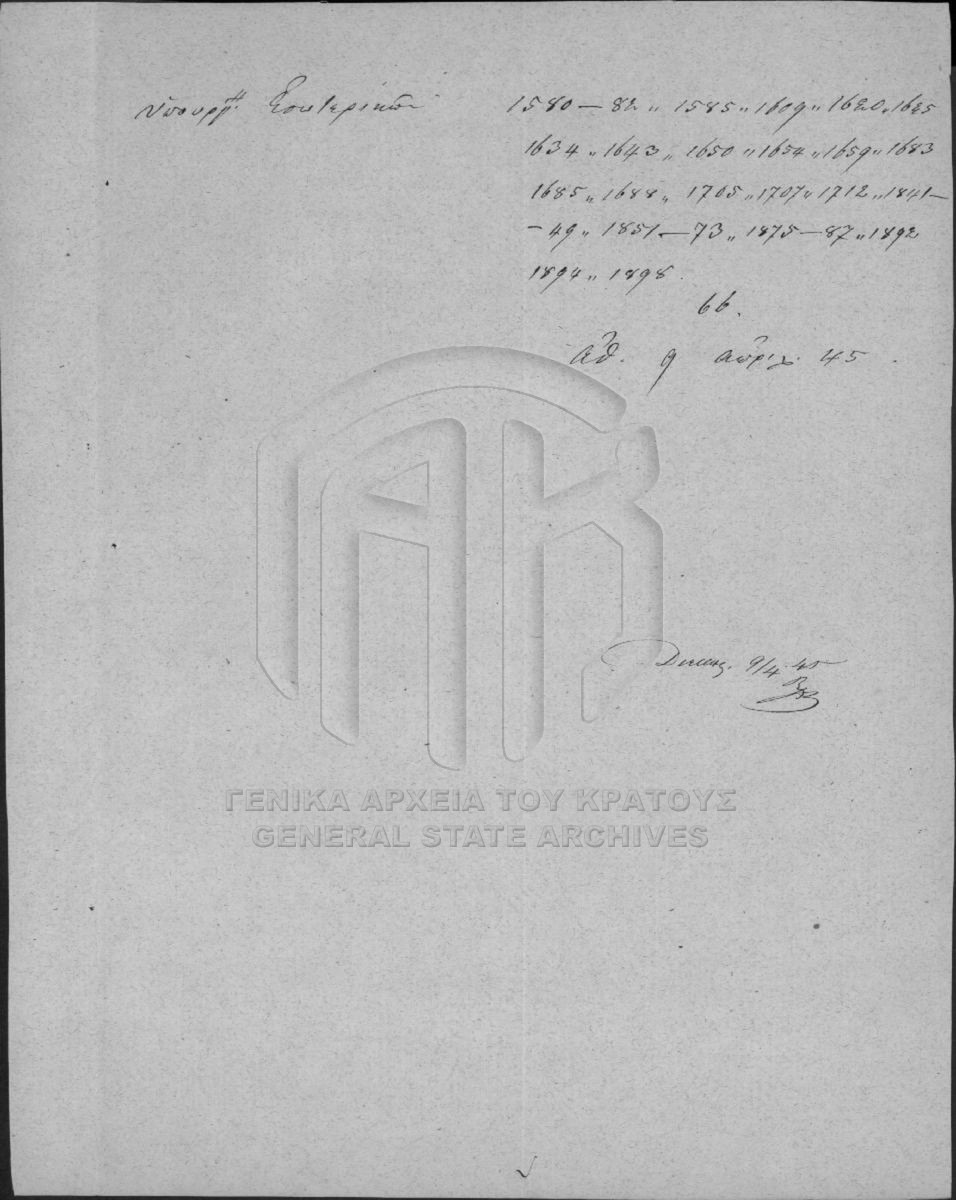 Υπουργ. Εσωτερικών 1580 — 82 „ 1585 „ 1609 „ 1620 „ 1625
1634 „ 1643 „ 1650 „ 1654 „ 1659 „ 1683
1685 „ 1688 „ 1705 „ 1707 „ 1712 „ 1841 —
— 49 „ 1851 — 73 „ 1875 — 87 „ 1892
1894 „ 1898.
66.
Αθ. 9 απριλ. 45.
9/4 45
ΓΕΝΙΚΑ ΑΡΧΕΙΑ ΤΟΥ ΚΡΑΤΟΥΣ
GENERAL STATE ARCHIVES